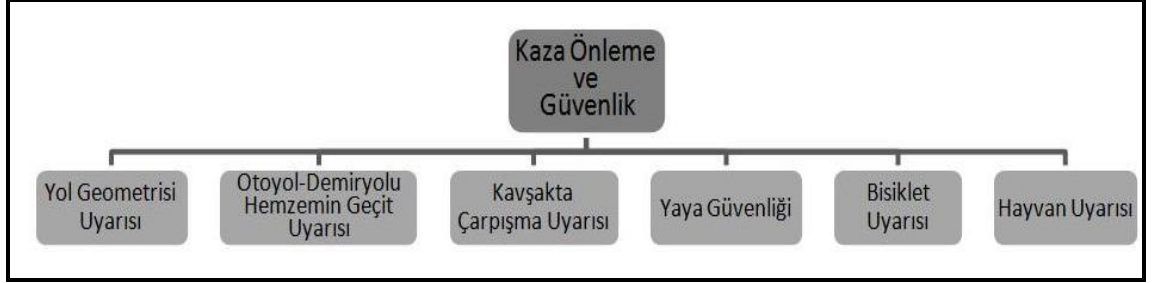 Kaza Önleme
ve
Güvenlik
Yol Geometrisi
Uyarısı
Otoyol-Demiryolu
Hemzemin Geçit
Uyarısı
Kavşakta
Çarpışma Uyarısı
Yaya Güvenliği
Bisiklet
Uyarısı
Hayvan Uyarısı